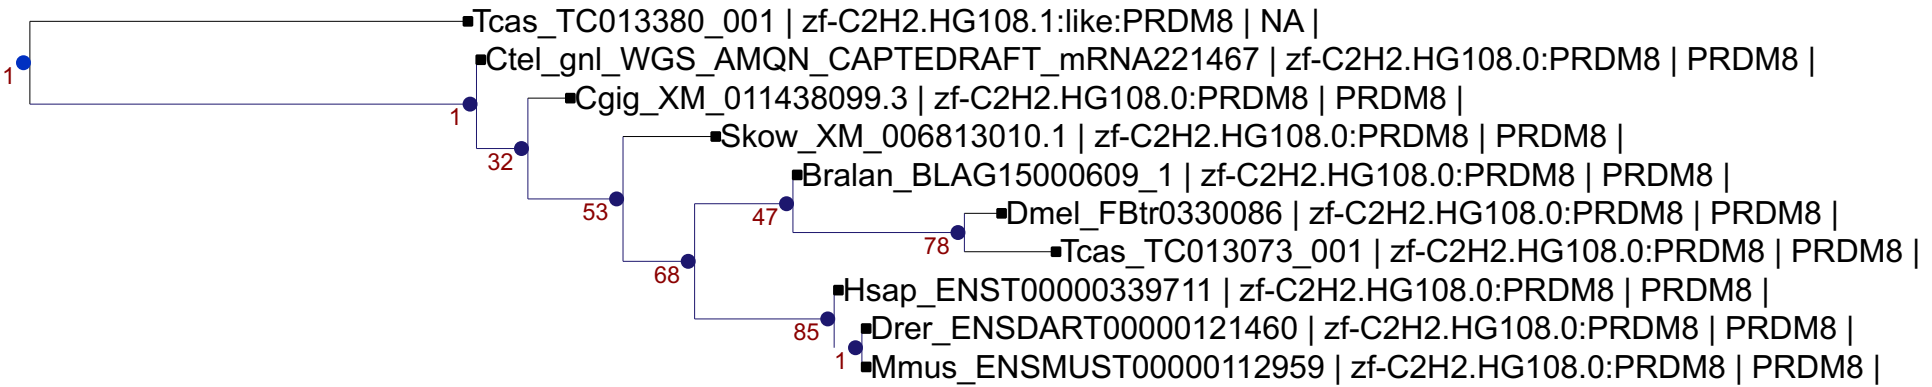 Tcas_TC013380_001 | zf-C2H2.HG108.1:like:PRDM8 | NA |
1
Ctel_gnl_WGS_AMQN_CAPTEDRAFT_mRNA221467 | zf-C2H2.HG108.0:PRDM8 | PRDM8 |
Cgig_XM_011438099.3 | zf-C2H2.HG108.0:PRDM8 | PRDM8 |
1
Skow_XM_006813010.1 | zf-C2H2.HG108.0:PRDM8 | PRDM8 |
32
Bralan_BLAG15000609_1 | zf-C2H2.HG108.0:PRDM8 | PRDM8 |
53
47
Dmel_FBtr0330086 | zf-C2H2.HG108.0:PRDM8 | PRDM8 |
78
Tcas_TC013073_001 | zf-C2H2.HG108.0:PRDM8 | PRDM8 |
68
Hsap_ENST00000339711 | zf-C2H2.HG108.0:PRDM8 | PRDM8 |
85
Drer_ENSDART00000121460 | zf-C2H2.HG108.0:PRDM8 | PRDM8 |
1
Mmus_ENSMUST00000112959 | zf-C2H2.HG108.0:PRDM8 | PRDM8 |